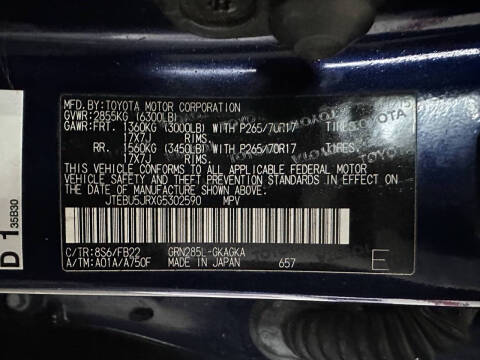 MFD.BY:TOYOTA MOTOR CORPORATION
GVWR:2855KG (6300LB)
GAWR:FRT. 1360KG (3000LB) WITH P265/70R17 TIRES,
17X7J RIMS,
RR. 1560KG (3450LB) WITH P265/70R17 TIRES,
17X7J RIMS,
THIS VEHICLE CONFORMS TO ALL APPLICABLE FEDERAL MOTOR
VEHICLE SAFETY AND THEFT PREVENTION STANDARDS IN EFFECT
ON THE DATE OF MANUFACTURE SHOWN ABOVE.
JTEBU5JRXG5302590 MPV
C/TR:8S6/FB22 GRN285L-GKAGKA
A/TM:A01A/A750F MADE IN JAPAN 657
E
D 1
35B30